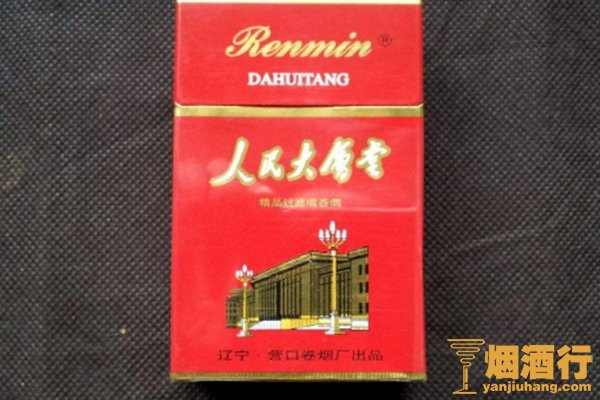 Renmin®
DAHUITANG
人民大會堂
精品过滤嘴香烟
辽宁·营口卷烟厂出品
烟酒行
yanjiuhang.com